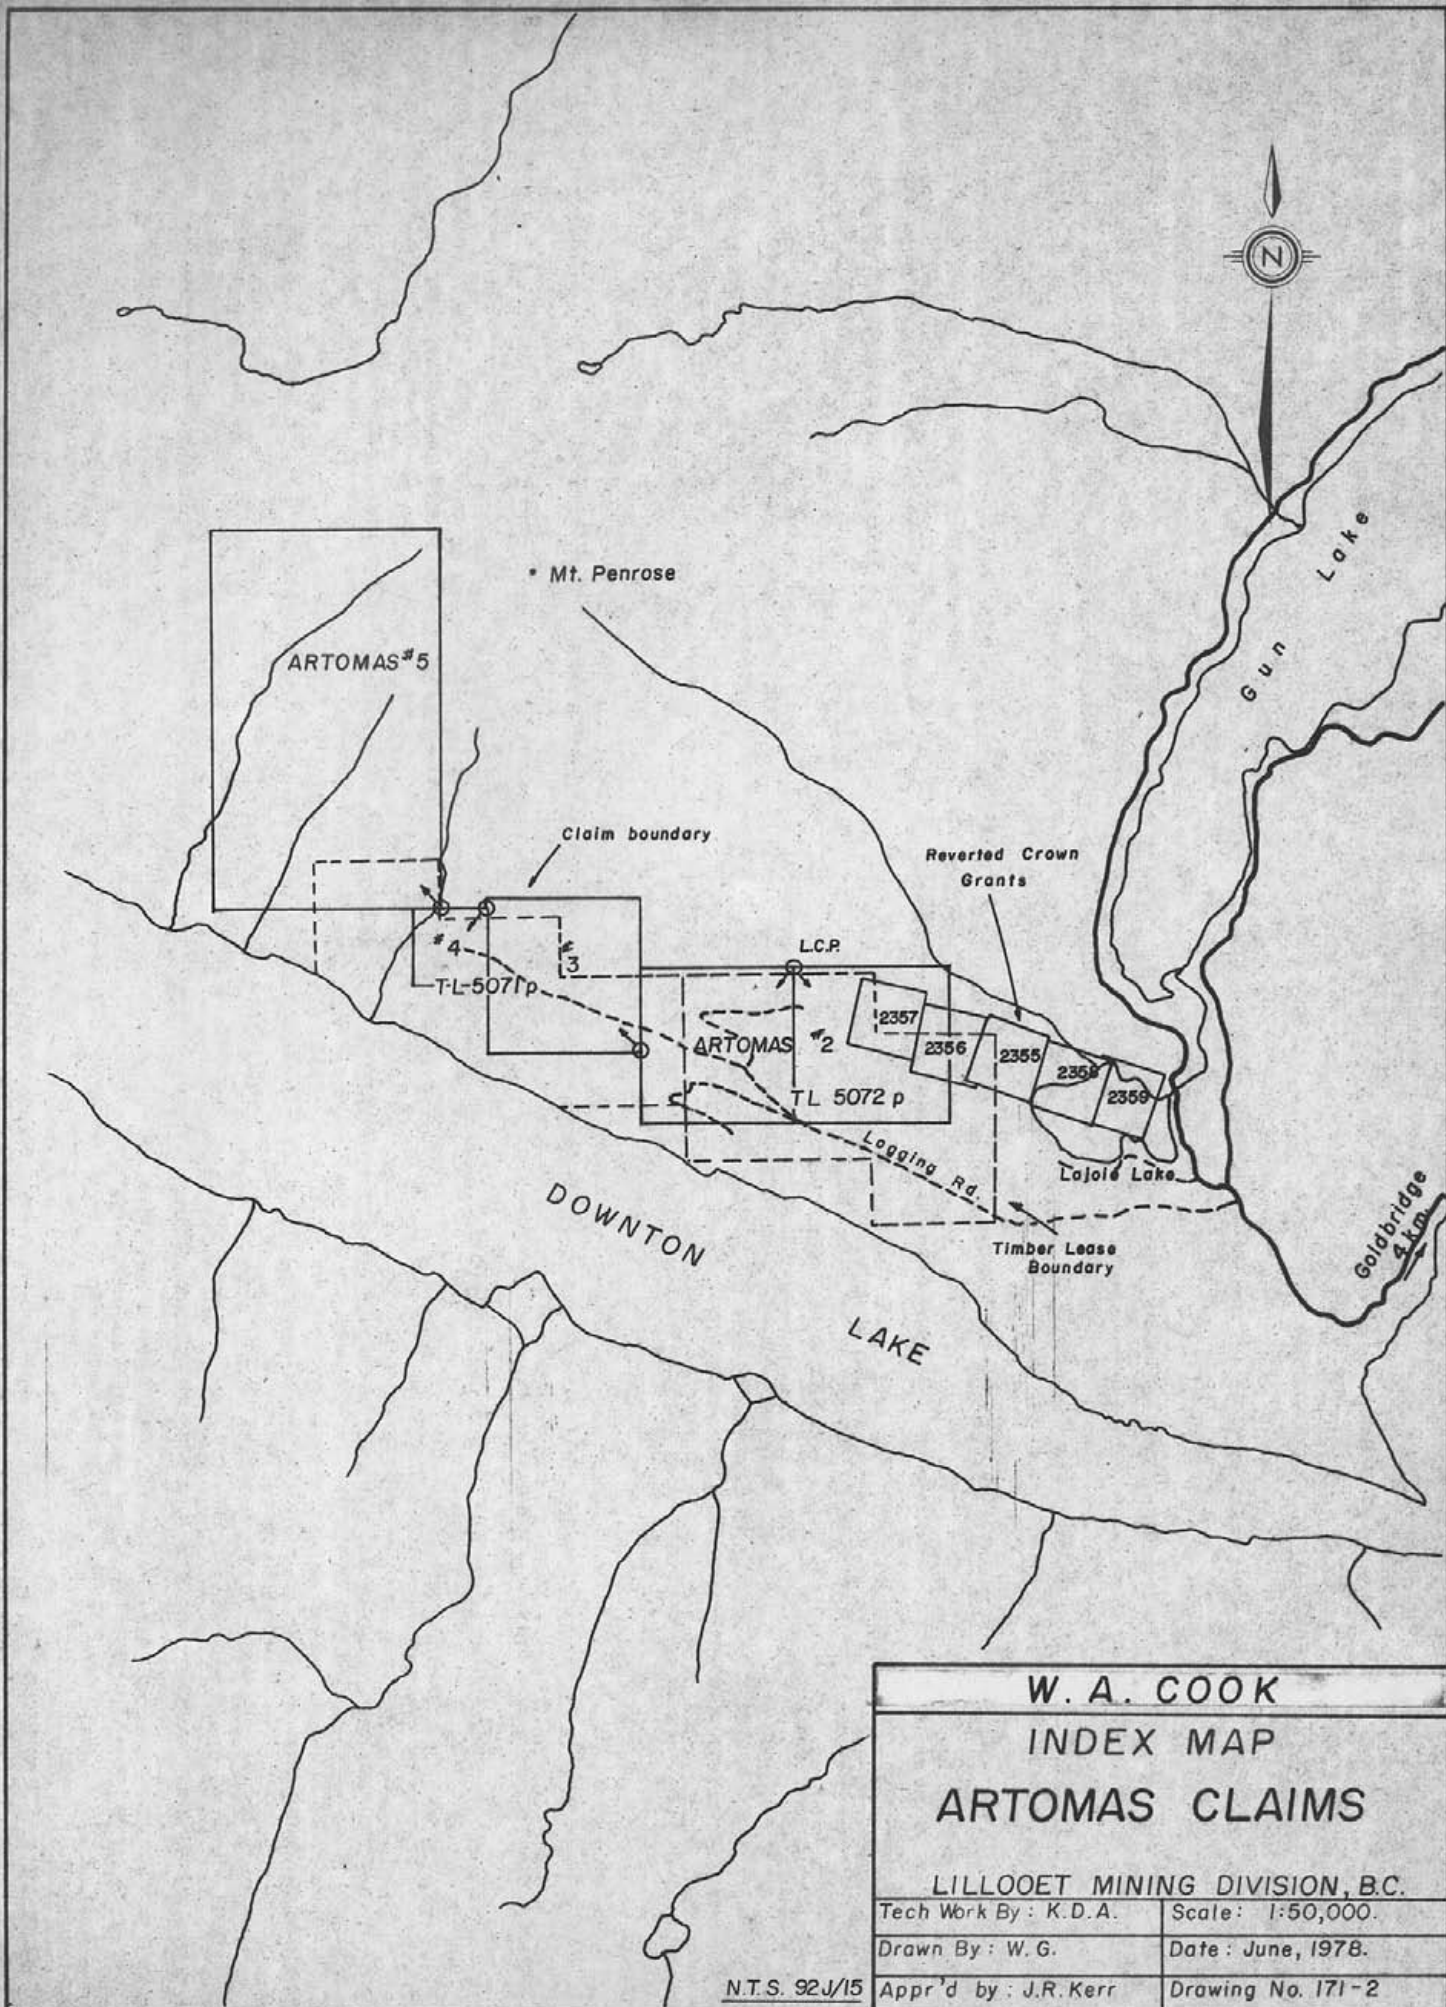 N
Gun Lake
• Mt. Penrose
ARTOMAS #5
Claim boundary
Reverted Crown
Grants
L.C.P.
#4
#3
T.L. 5071 p
2357
2356
2355
2358
2359
ARTOMAS #2
TL 5072 p
Logging Rd.
Lajoie Lake
Timber Lease
Boundary
Goldbridge
4 km.
DOWNTON
LAKE
W. A. COOK
INDEX MAP
ARTOMAS CLAIMS
LILLOOET MINING DIVISION, B.C.
Tech Work By : K.D.A.
Scale : 1:50,000.
Drawn By : W. G.
Date : June, 1978.
N.T.S. 92J/15
Appr'd by : J.R. Kerr
Drawing No. 171-2